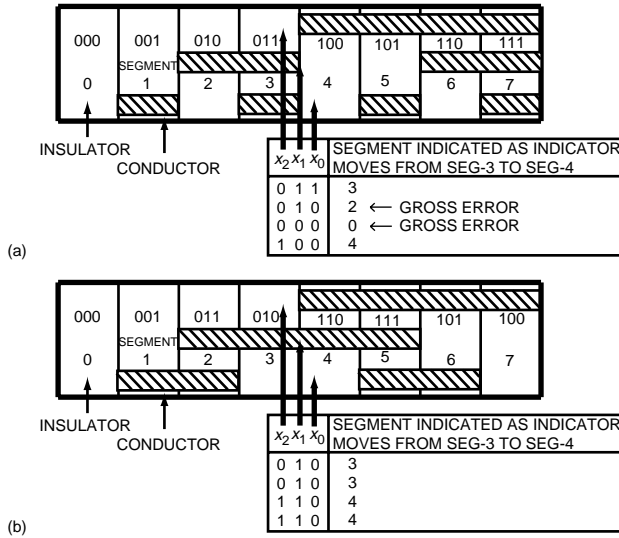 000 001 010 011 100 101 110 111
SEGMENT
0 1 2 3 4 5 6 7
INSULATOR
CONDUCTOR
x2 x1 x0 SEGMENT INDICATED AS INDICATOR
MOVES FROM SEG-3 TO SEG-4
0 1 1 3
0 1 0 2 ← GROSS ERROR
0 0 0 0 ← GROSS ERROR
1 0 0 4
(a)
000 001 011 010 110 111 101 100
SEGMENT
0 1 2 3 4 5 6 7
INSULATOR
CONDUCTOR
x2 x1 x0 SEGMENT INDICATED AS INDICATOR
MOVES FROM SEG-3 TO SEG-4
0 1 0 3
0 1 0 3
1 1 0 4
1 1 0 4
(b)